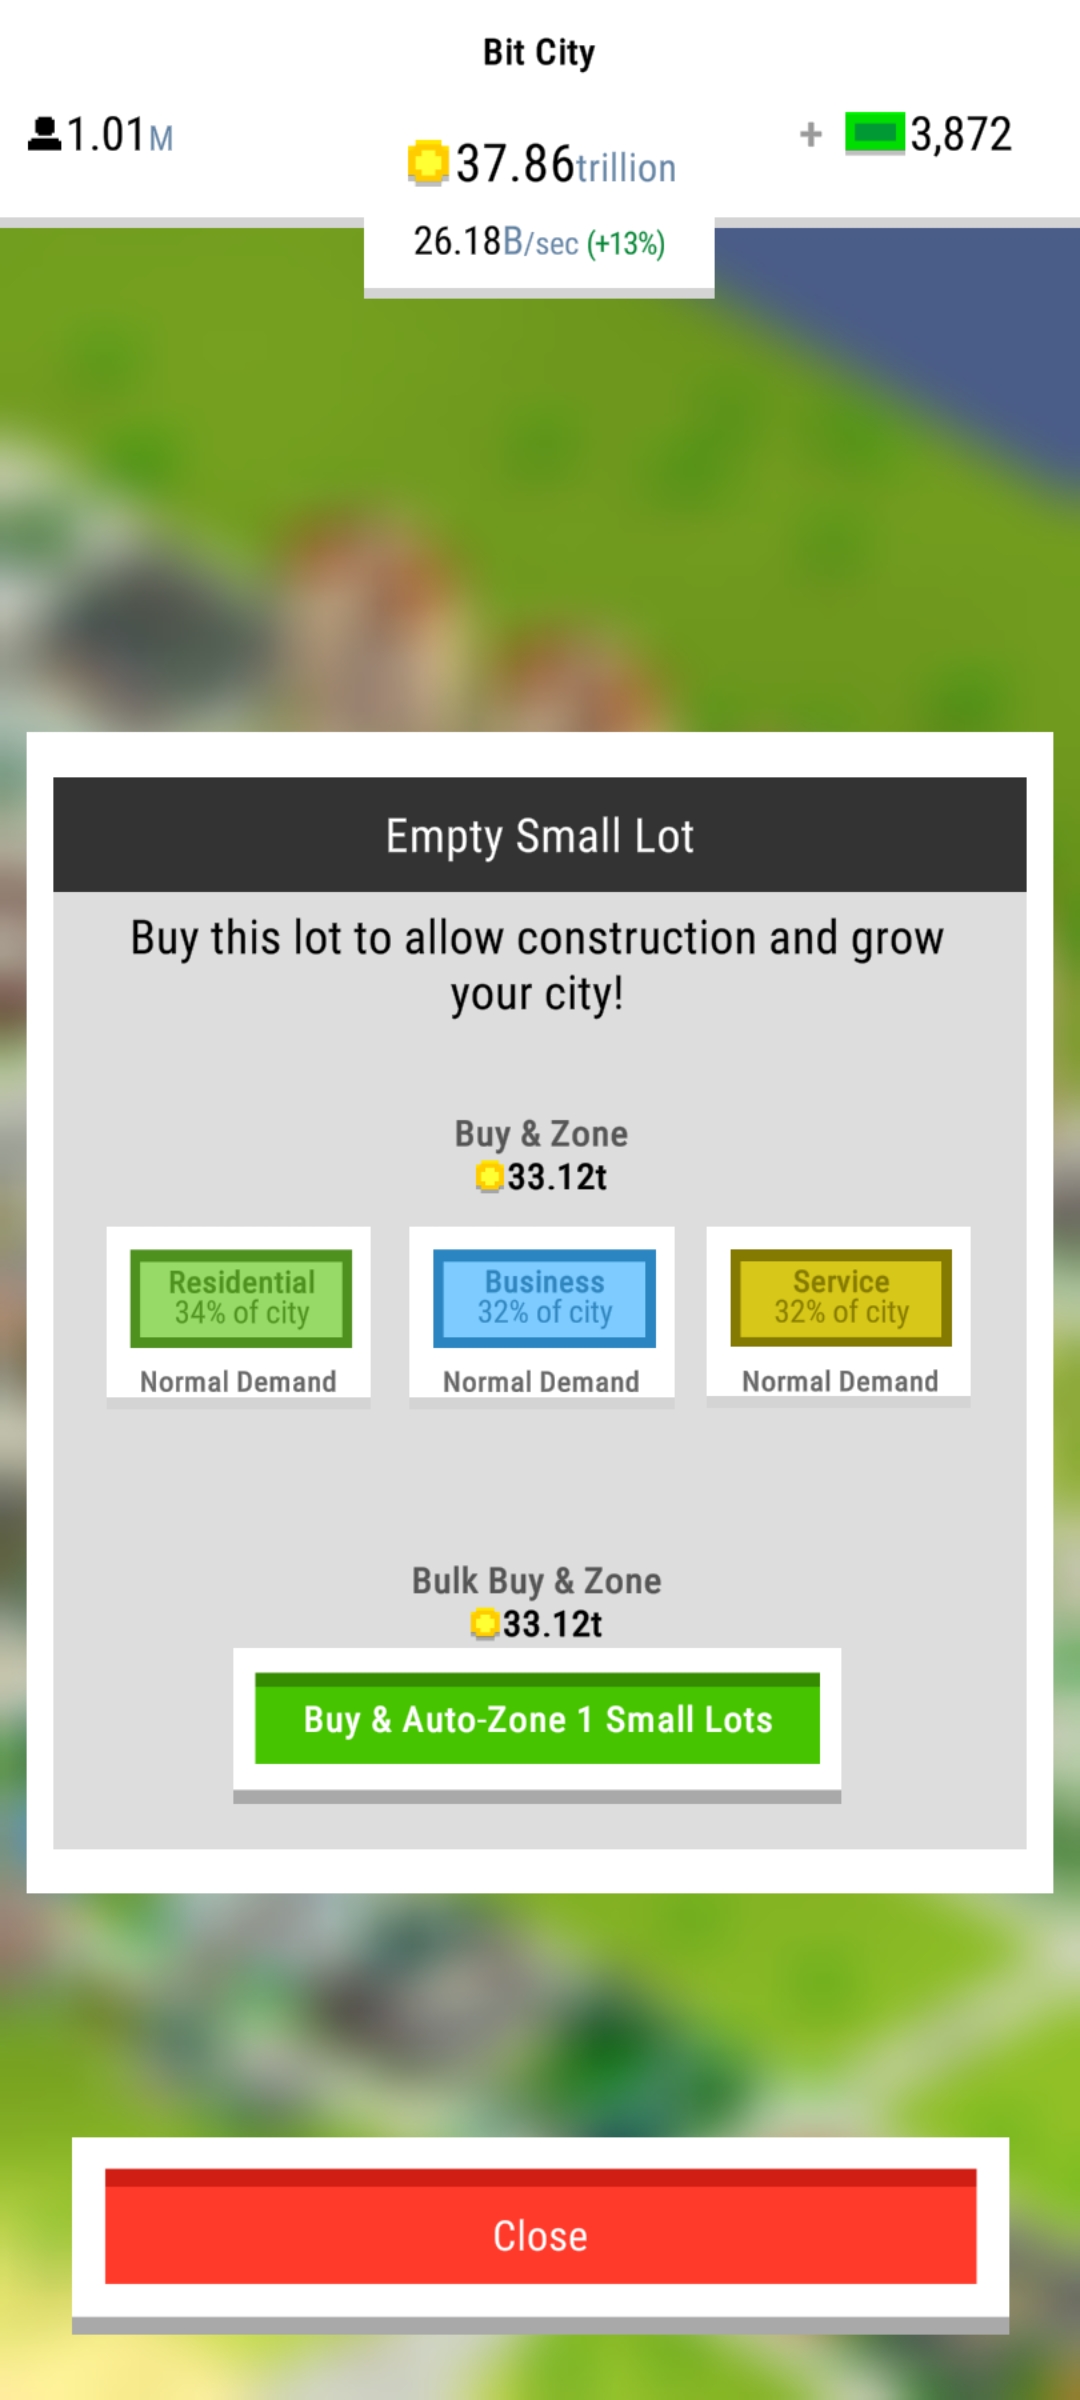 Bit City
1.01M
37.86trillion
+ 3,872
26.18B/sec (+13%)
Empty Small Lot
Buy this lot to allow construction and grow
your city!
Buy & Zone
33.12t
Residential
34% of city
Normal Demand
Business
32% of city
Normal Demand
Service
32% of city
Normal Demand
Bulk Buy & Zone
33.12t
Buy & Auto-Zone 1 Small Lots
Close